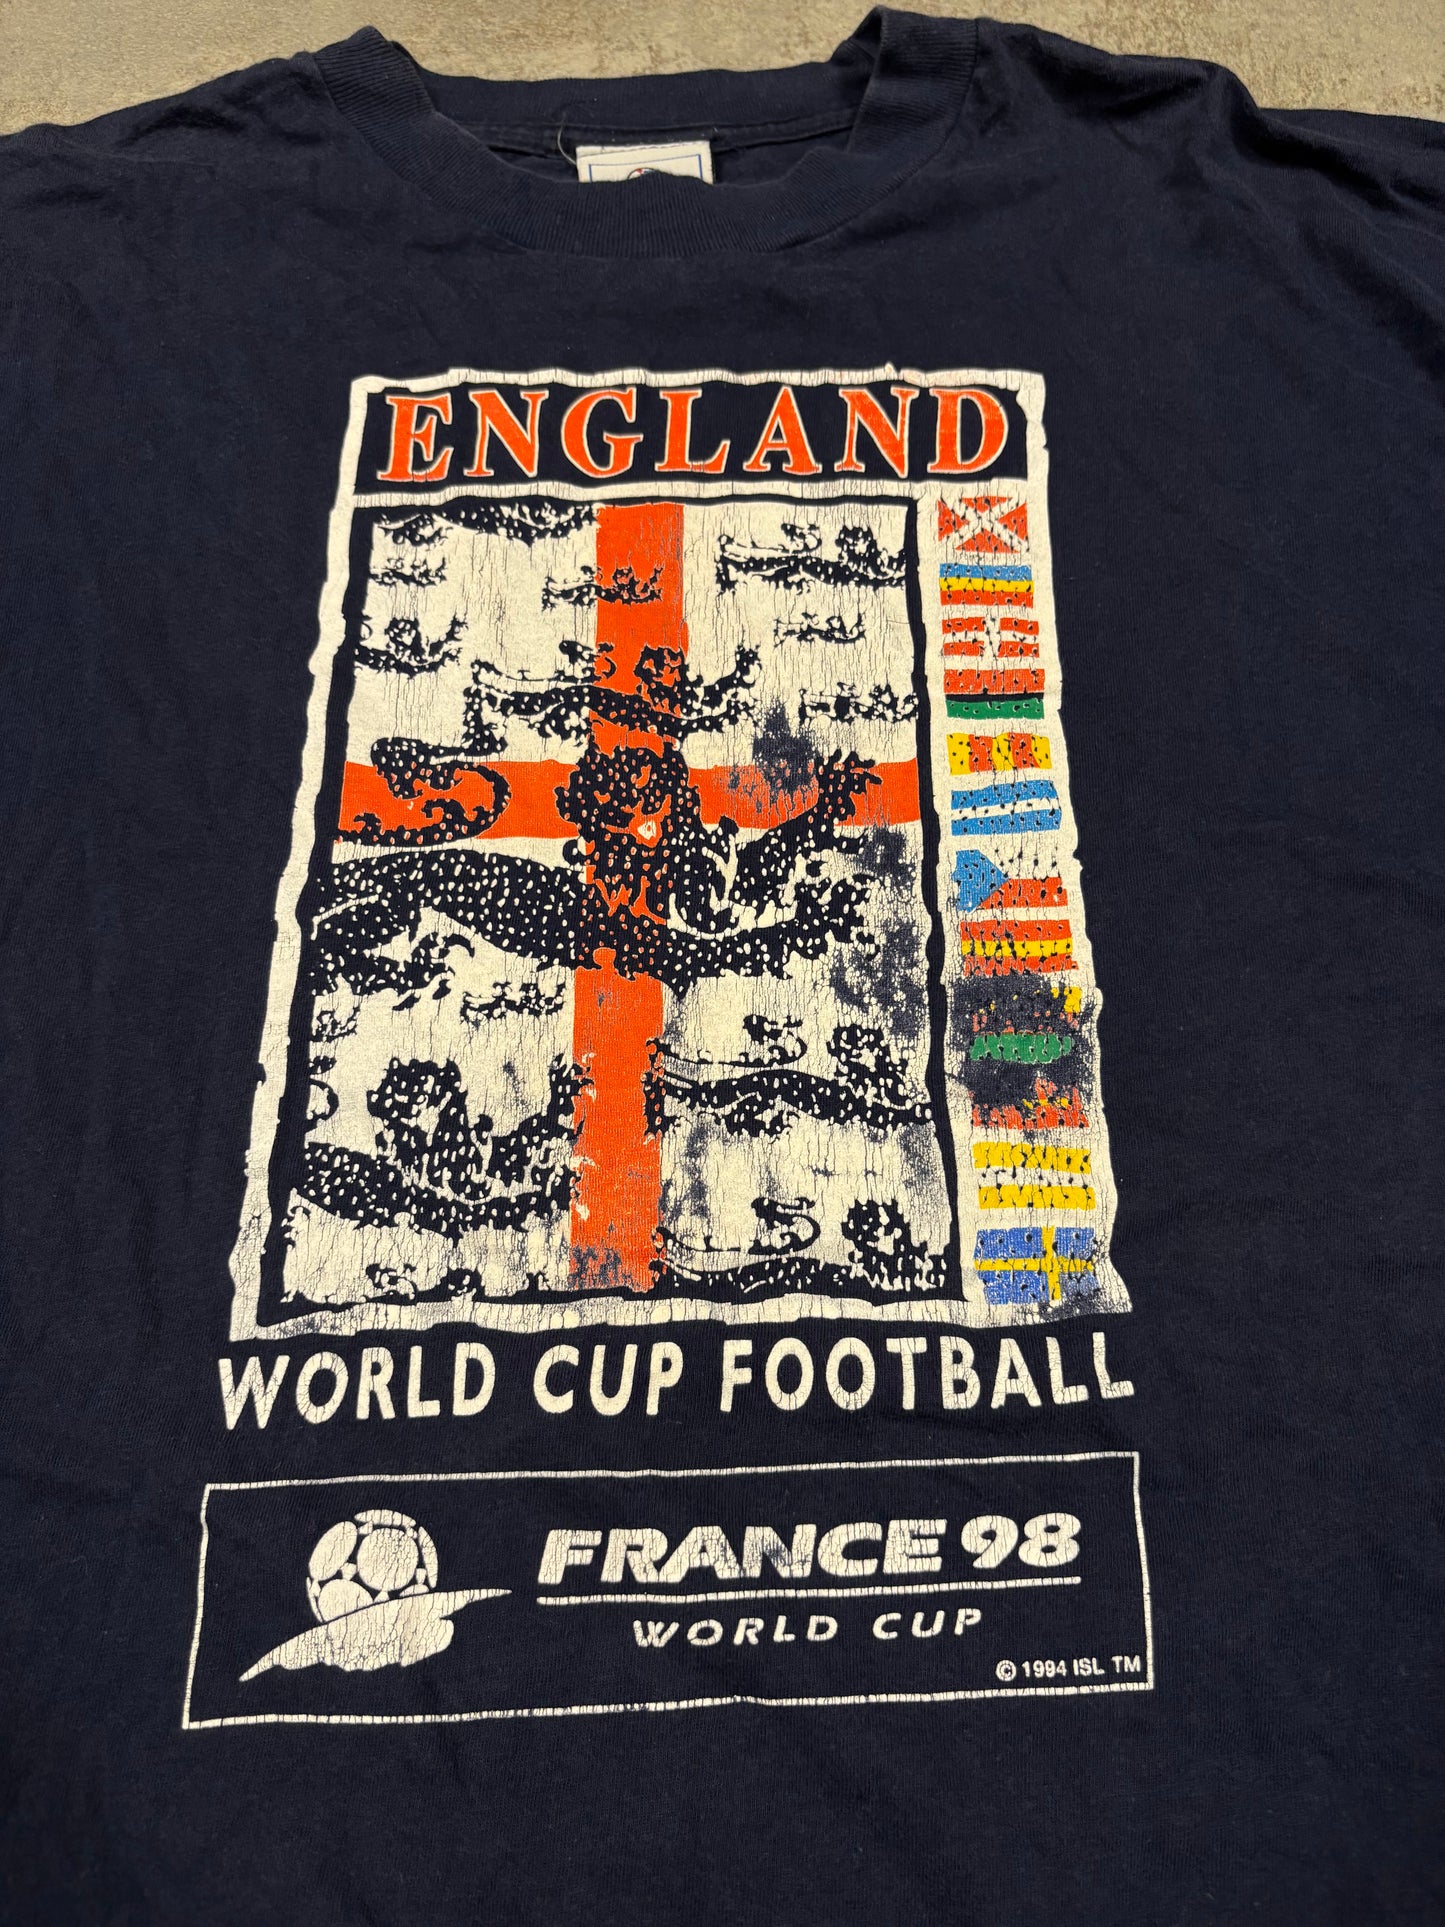 ENGLAND
WORLD CUP FOOTBALL
FRANCE 98
WORLD CUP
© 1994 ISL TM